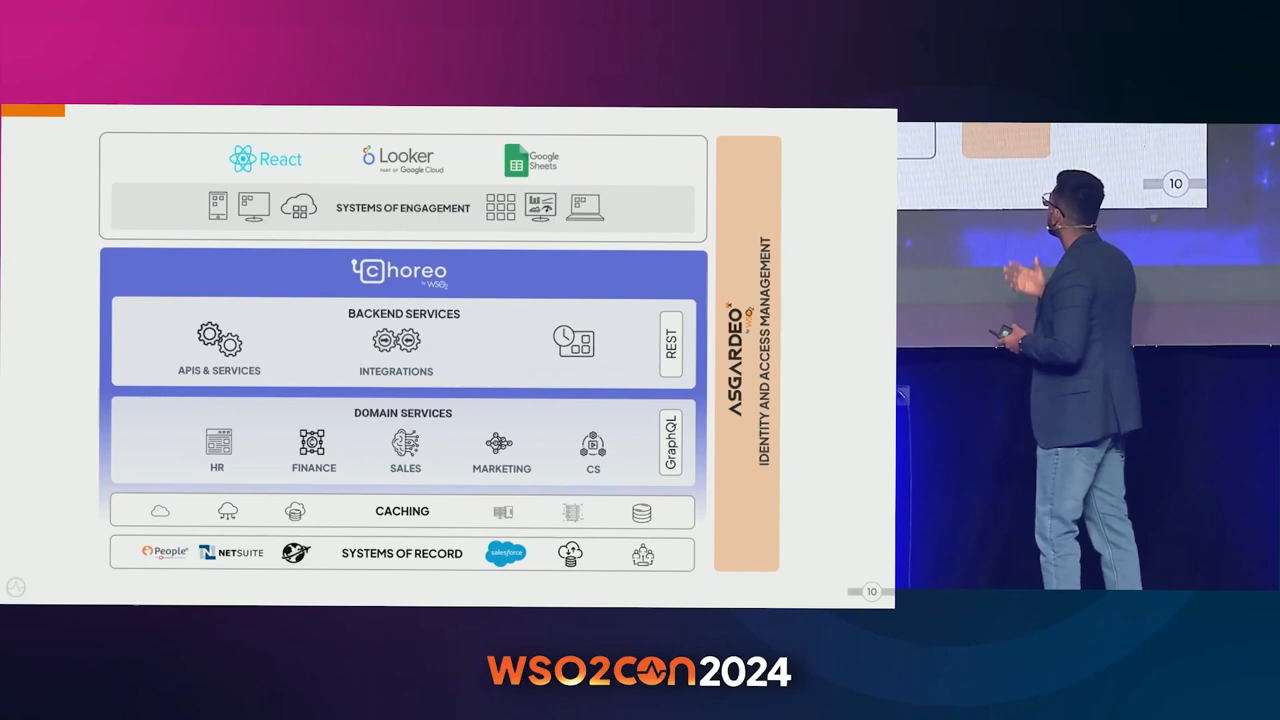 React
Looker
PART OF Google Cloud
Google
Sheets
SYSTEMS OF ENGAGEMENT
choreo
by WSO2
BACKEND SERVICES
APIS & SERVICES
INTEGRATIONS
REST
DOMAIN SERVICES
HR
FINANCE
SALES
MARKETING
CS
GraphQL
CACHING
People
NETSUITE
SYSTEMS OF RECORD
salesforce
ASGARDEO
by WSO2
IDENTITY AND ACCESS MANAGEMENT
10
10
WSO2CON2024